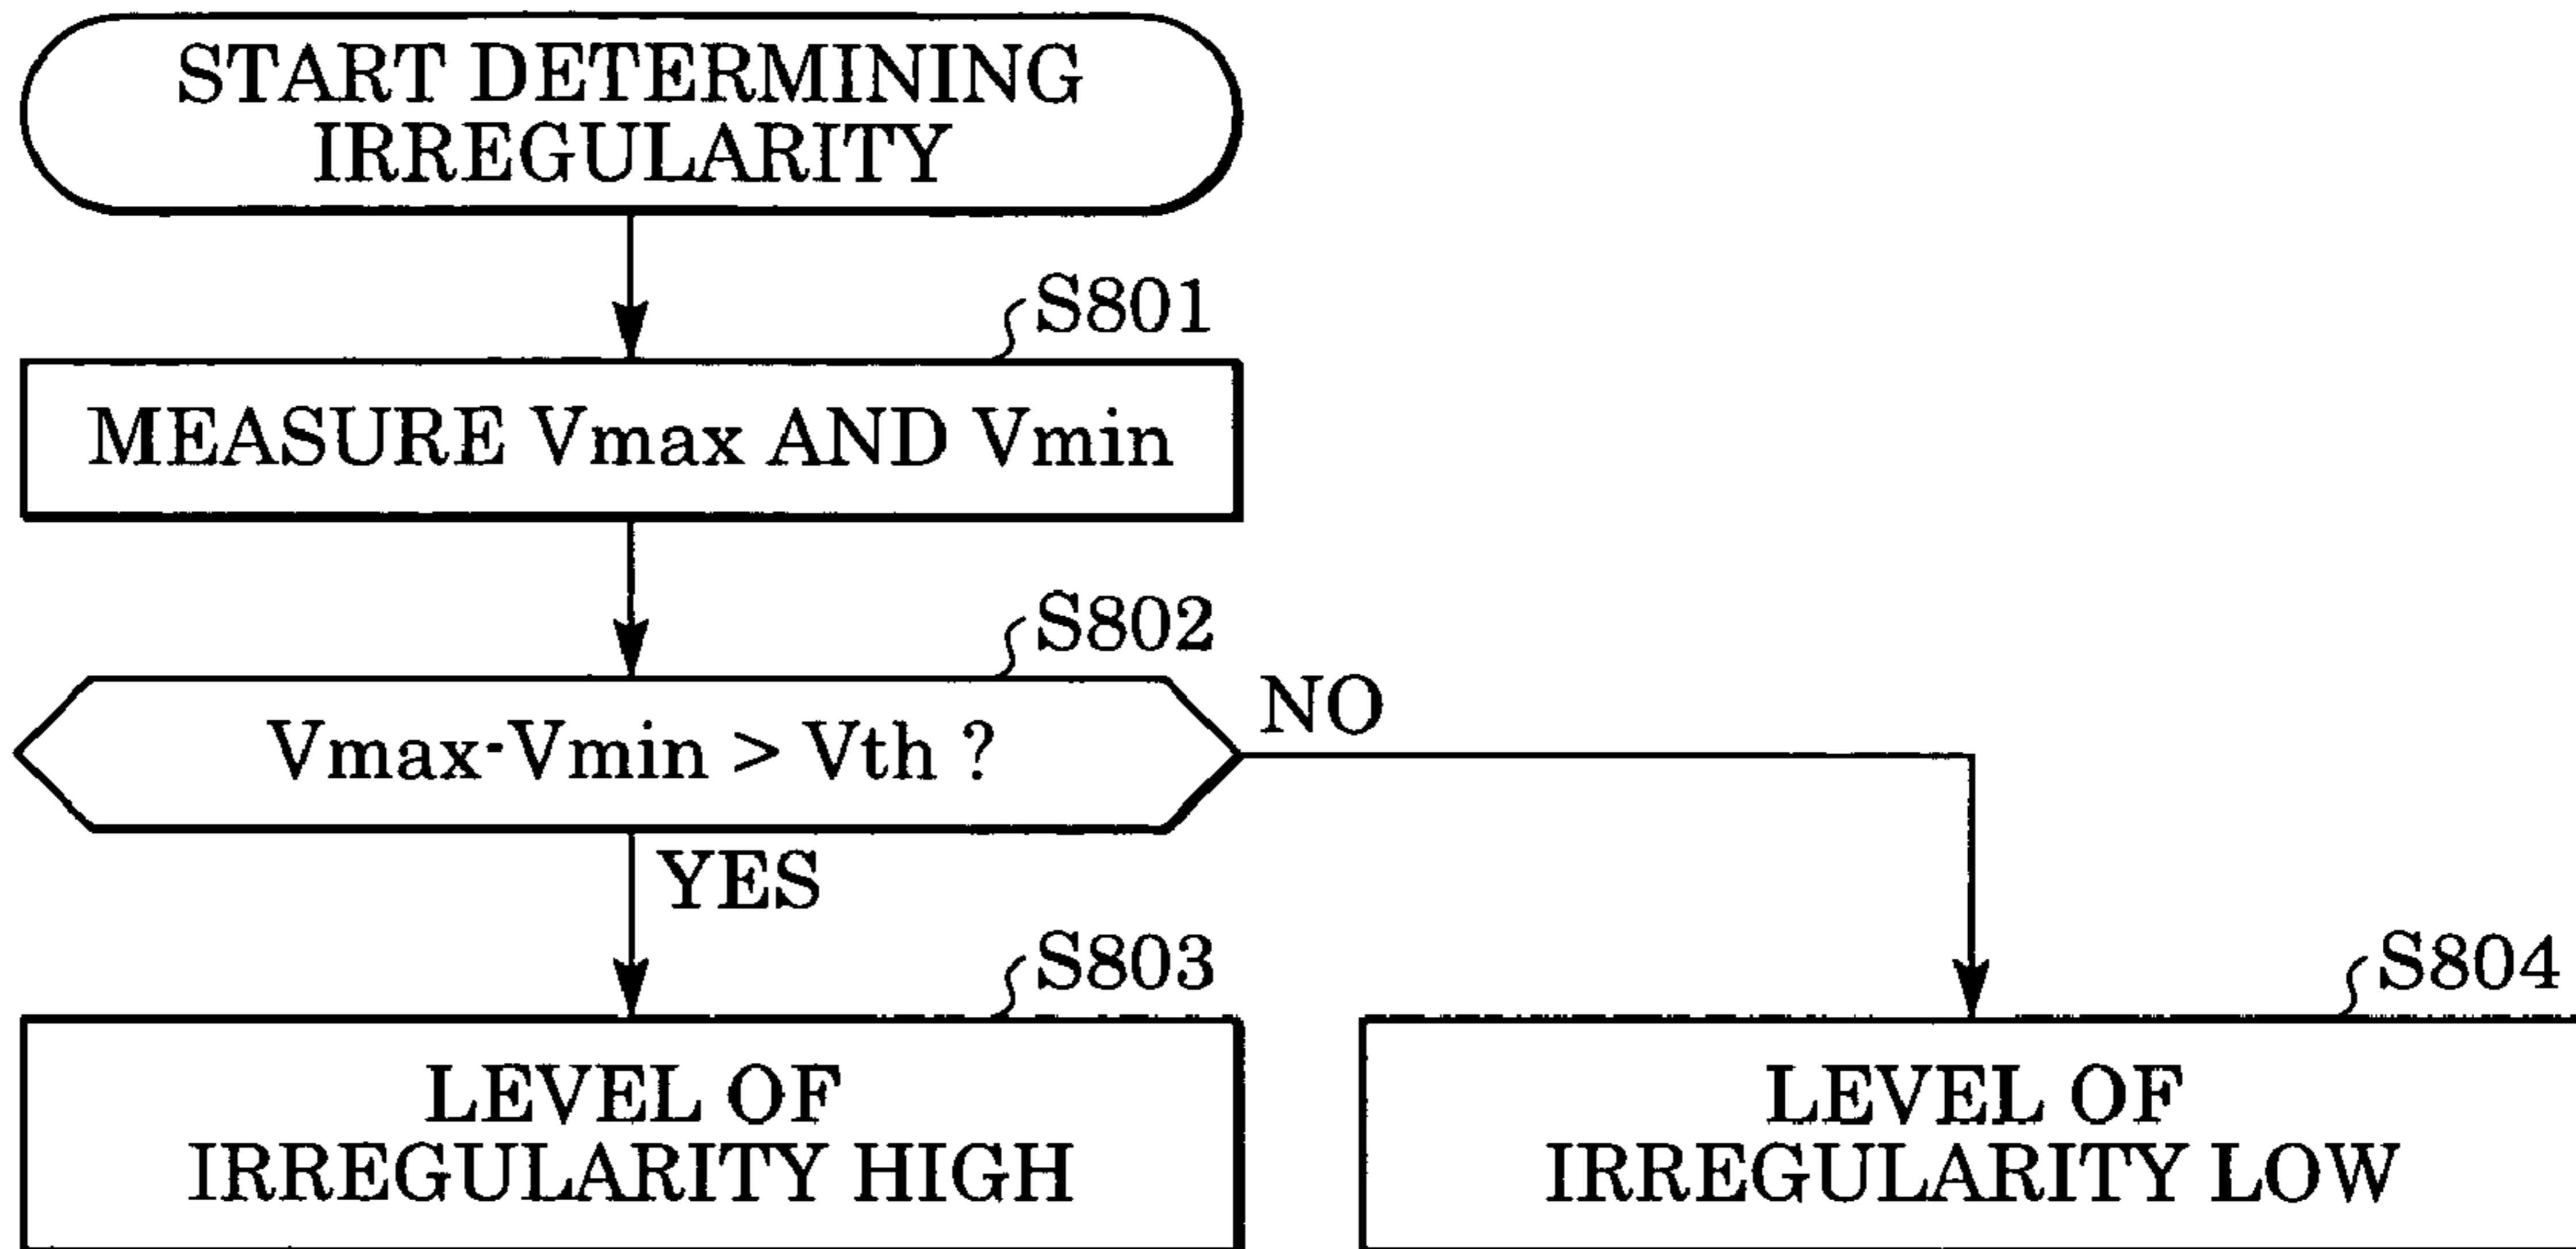 START DETERMINING
IRREGULARITY
S801
MEASURE Vmax AND Vmin
S802
Vmax-Vmin > Vth ?
NO
YES
S803
LEVEL OF
IRREGULARITY HIGH
S804
LEVEL OF
IRREGULARITY LOW